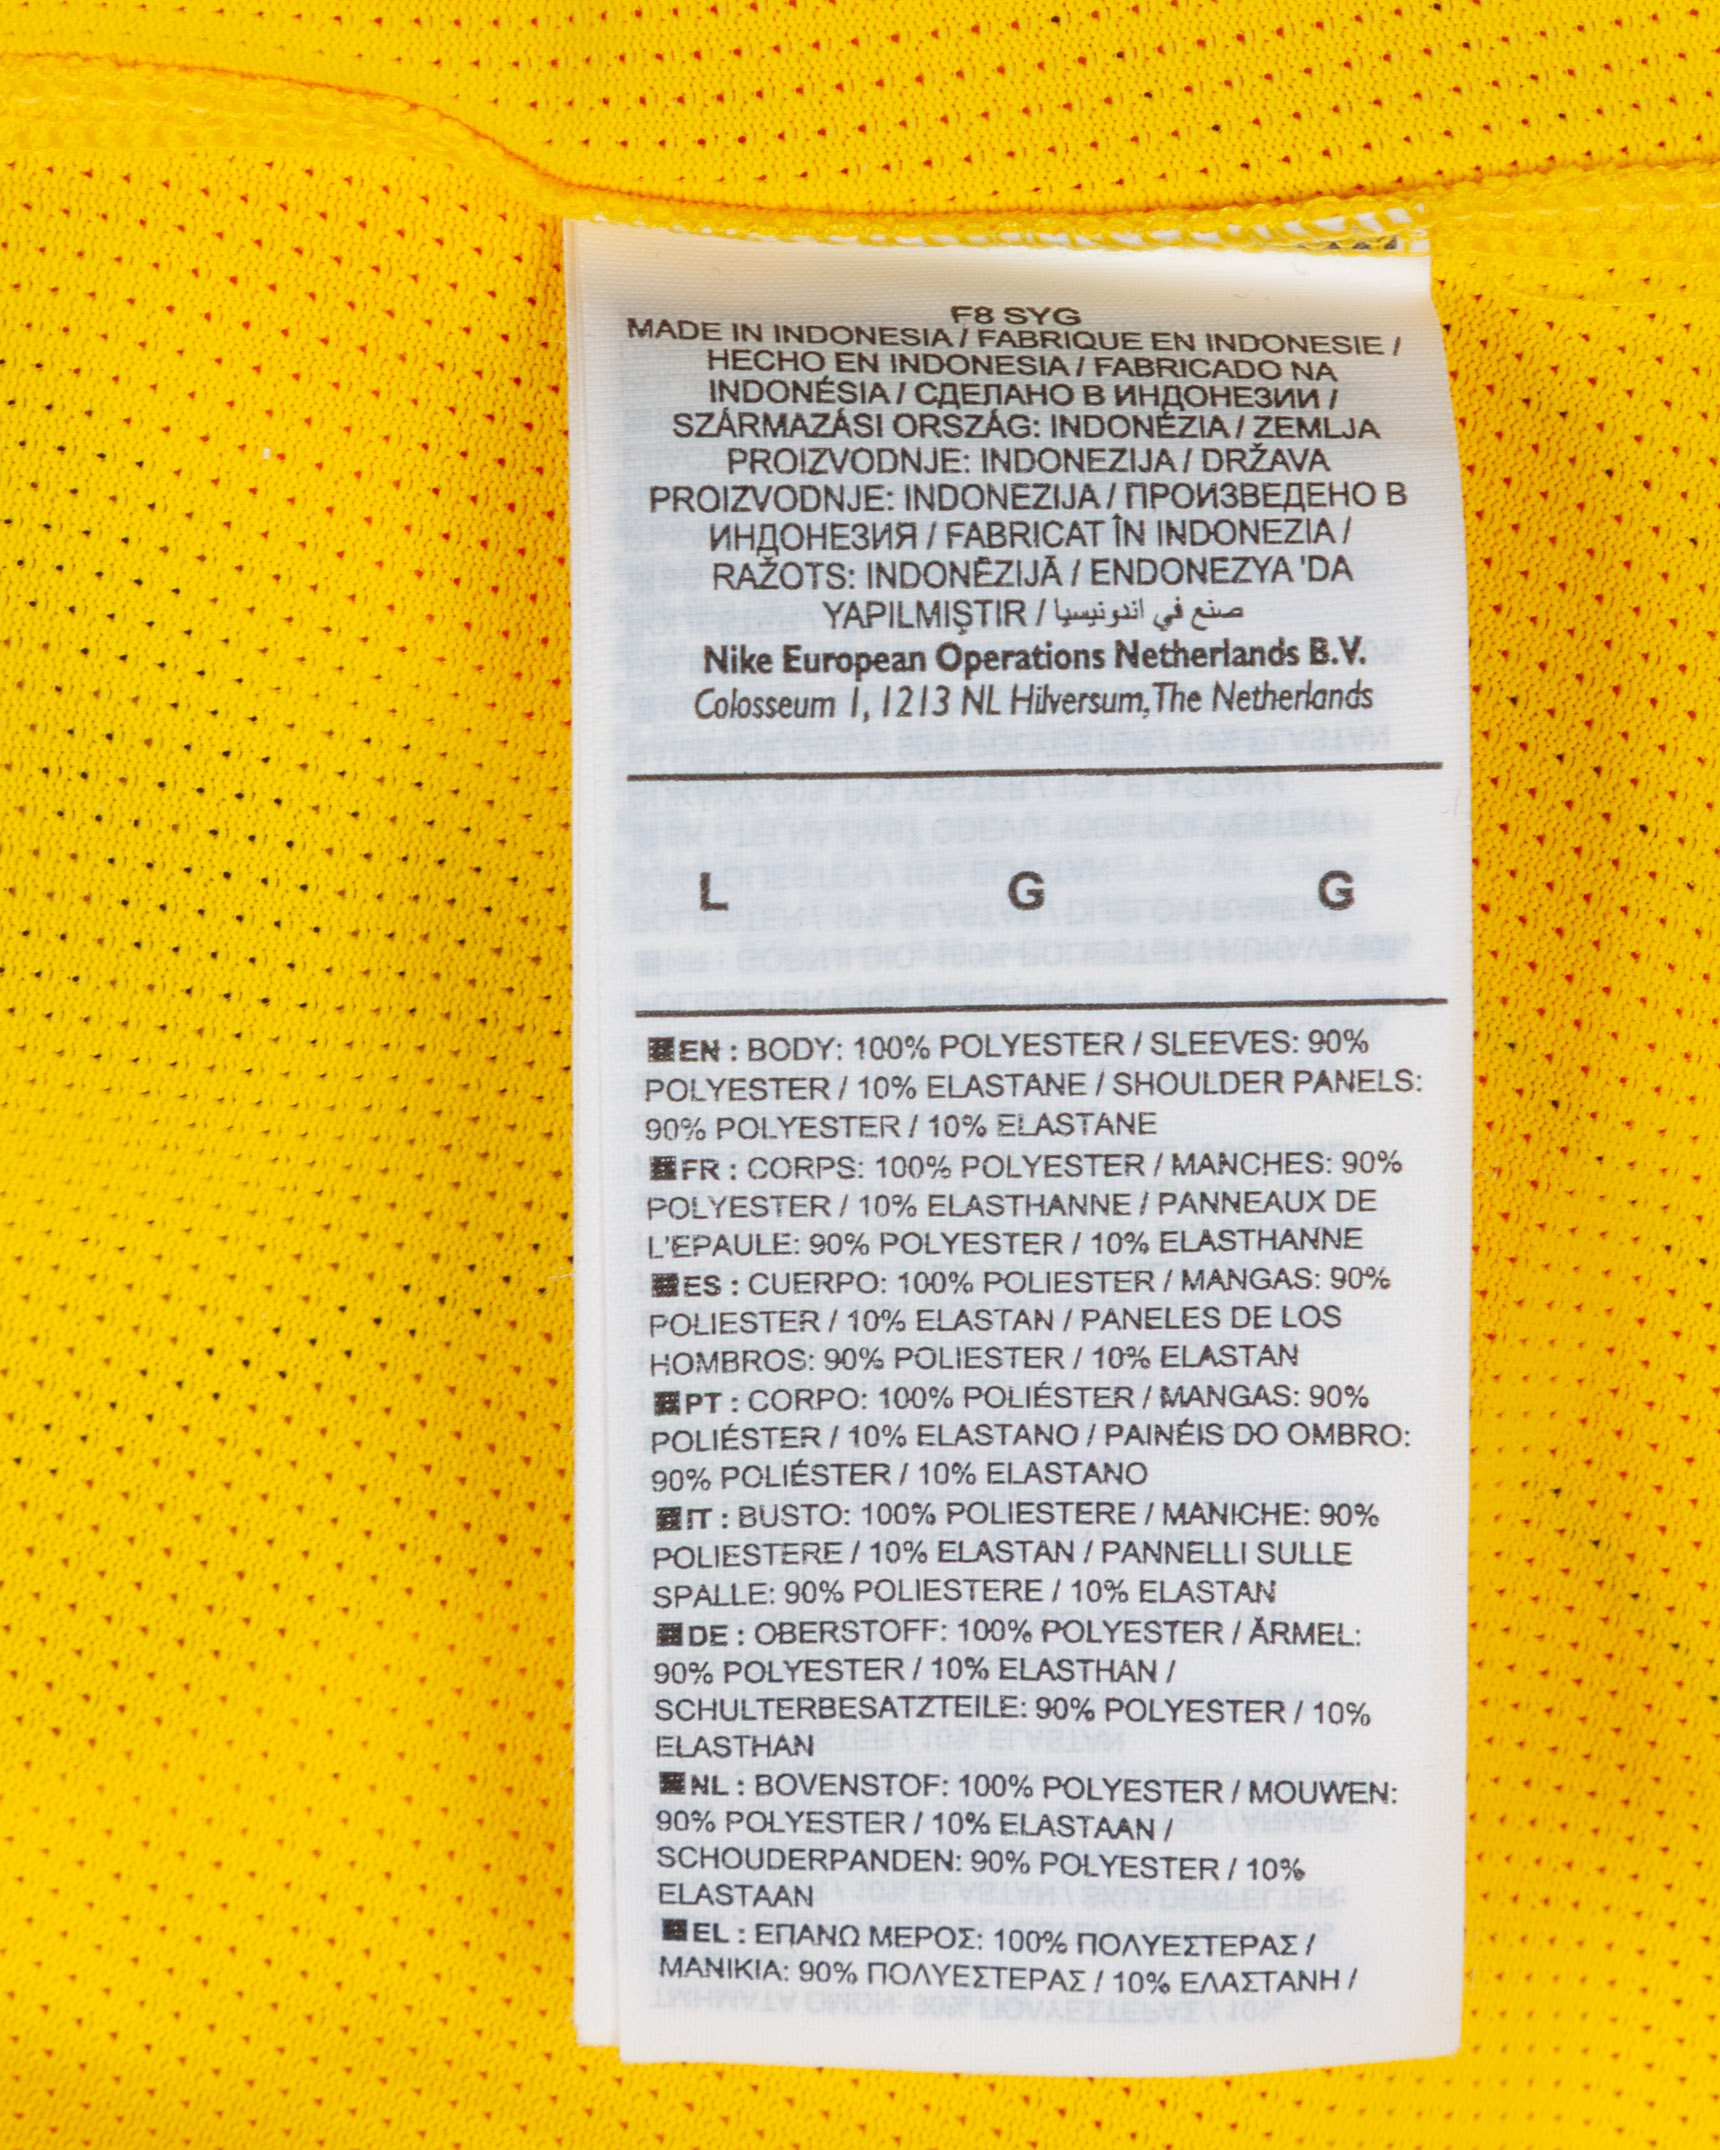 F8 SYG
MADE IN INDONESIA / FABRIQUE EN INDONESIE /
HECHO EN INDONESIA / FABRICADO NA
INDONÉSIA / СДЕЛАНО В ИНДОНЕЗИИ /
SZÁRMAZÁSI ORSZÁG: INDONÉZIA / ZEMLJA
PROIZVODNJE: INDONEZIJA / DRŽAVA
PROIZVODNJE: INDONEZIJA / ПРОИЗВЕДЕНО В
ИНДОНЕЗИЯ / FABRICAT ÎN INDONEZIA /
RAŽOTS: INDONĒZIJĀ / ENDONEZYA 'DA
YAPILMIŞTIR / صنع في اندونيسيا
Nike European Operations Netherlands B.V.
Colosseum 1, 1213 NL Hilversum, The Netherlands
L G G
EN : BODY: 100% POLYESTER / SLEEVES: 90%
POLYESTER / 10% ELASTANE / SHOULDER PANELS:
90% POLYESTER / 10% ELASTANE
FR : CORPS: 100% POLYESTER / MANCHES: 90%
POLYESTER / 10% ELASTHANNE / PANNEAUX DE
L'EPAULE: 90% POLYESTER / 10% ELASTHANNE
ES : CUERPO: 100% POLIESTER / MANGAS: 90%
POLIESTER / 10% ELASTAN / PANELES DE LOS
HOMBROS: 90% POLIESTER / 10% ELASTAN
PT : CORPO: 100% POLIÉSTER / MANGAS: 90%
POLIÉSTER / 10% ELASTANO / PAINÉIS DO OMBRO:
90% POLIÉSTER / 10% ELASTANO
IT : BUSTO: 100% POLIESTERE / MANICHE: 90%
POLIESTERE / 10% ELASTAN / PANNELLI SULLE
SPALLE: 90% POLIESTERE / 10% ELASTAN
DE : OBERSTOFF: 100% POLYESTER / ÄRMEL:
90% POLYESTER / 10% ELASTHAN /
SCHULTERBESATZTEILE: 90% POLYESTER / 10%
ELASTHAN
NL : BOVENSTOF: 100% POLYESTER / MOUWEN:
90% POLYESTER / 10% ELASTAAN /
SCHOUDERPANDEN: 90% POLYESTER / 10%
ELASTAAN
EL : ΕΠΑΝΩ ΜΕΡΟΣ: 100% ΠΟΛΥΕΣΤΕΡΑΣ /
ΜΑΝΙΚΙΑ: 90% ΠΟΛΥΕΣΤΕΡΑΣ / 10% ΕΛΑΣΤΑΝΗ /